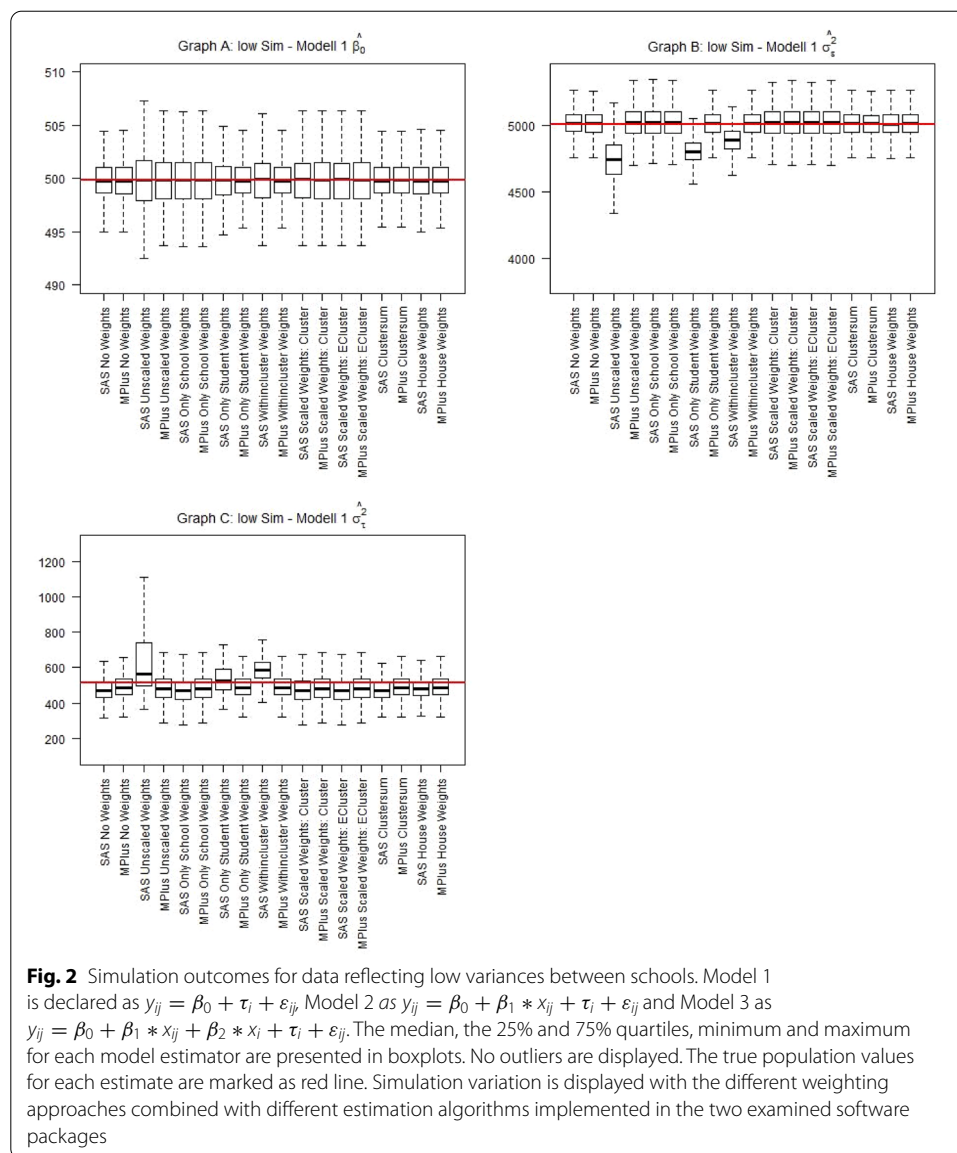 Graph A: low Sim - Modell 1 β̂₀
510
505
500
495
490
SAS No Weights
MPlus No Weights
SAS Unscaled Weights
MPlus Unscaled Weights
SAS Only School Weights
MPlus Only School Weights
SAS Only Student Weights
MPlus Only Student Weights
SAS Withincluster Weights
MPlus Withincluster Weights
SAS Scaled Weights: Cluster
MPlus Scaled Weights: Cluster
SAS Scaled Weights: ECluster
MPlus Scaled Weights: ECluster
SAS Clustersum
MPlus Clustersum
SAS House Weights
MPlus House Weights
Graph B: low Sim - Modell 1 σ̂²ₛ
5000
4500
4000
SAS No Weights
MPlus No Weights
SAS Unscaled Weights
MPlus Unscaled Weights
SAS Only School Weights
MPlus Only School Weights
SAS Only Student Weights
MPlus Only Student Weights
SAS Withincluster Weights
MPlus Withincluster Weights
SAS Scaled Weights: Cluster
MPlus Scaled Weights: Cluster
SAS Scaled Weights: ECluster
MPlus Scaled Weights: ECluster
SAS Clustersum
MPlus Clustersum
SAS House Weights
MPlus House Weights
Graph C: low Sim - Modell 1 σ̂²τ
1200
1000
800
600
400
200
SAS No Weights
MPlus No Weights
SAS Unscaled Weights
MPlus Unscaled Weights
SAS Only School Weights
MPlus Only School Weights
SAS Only Student Weights
MPlus Only Student Weights
SAS Withincluster Weights
MPlus Withincluster Weights
SAS Scaled Weights: Cluster
MPlus Scaled Weights: Cluster
SAS Scaled Weights: ECluster
MPlus Scaled Weights: ECluster
SAS Clustersum
MPlus Clustersum
SAS House Weights
MPlus House Weights
Fig. 2 Simulation outcomes for data reflecting low variances between schools. Model 1
is declared as yᵢⱼ = β₀ + τᵢ + εᵢⱼ, Model 2 as yᵢⱼ = β₀ + β₁ ∗ xᵢⱼ + τᵢ + εᵢⱼ and Model 3 as
yᵢⱼ = β₀ + β₁ ∗ xᵢⱼ + β₂ ∗ xᵢ + τᵢ + εᵢⱼ. The median, the 25% and 75% quartiles, minimum and maximum
for each model estimator are presented in boxplots. No outliers are displayed. The true population values
for each estimate are marked as red line. Simulation variation is displayed with the different weighting
approaches combined with different estimation algorithms implemented in the two examined software
packages